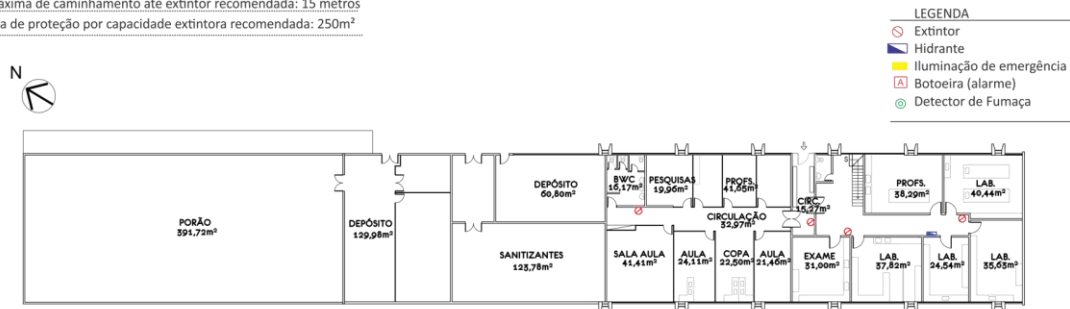 áxima de caminhamento até extintor recomendada: 15 metros
a de proteção por capacidade extintora recomendada: 250m²
LEGENDA
Extintor
Hidrante
Iluminação de emergência
A Botoeira (alarme)
Detector de Fumaça
N
PORÃO
391,72m²
DEPÓSITO
129,98m²
DEPÓSITO
60,80m²
SANITIZANTES
123,78m²
BWC
16,17m²
PESQUISAS
19,96m²
PROFS.
41,65m²
CIRCULAÇÃO
32,97m²
CIRC.
15,27m²
S
PROFS.
38,29m²
LAB.
40,44m²
SALA AULA
41,41m²
AULA
24,11m²
COPA
22,50m²
AULA
21,46m²
EXAME
31,00m²
LAB.
37,82m²
LAB.
24,54m²
LAB.
35,63m²